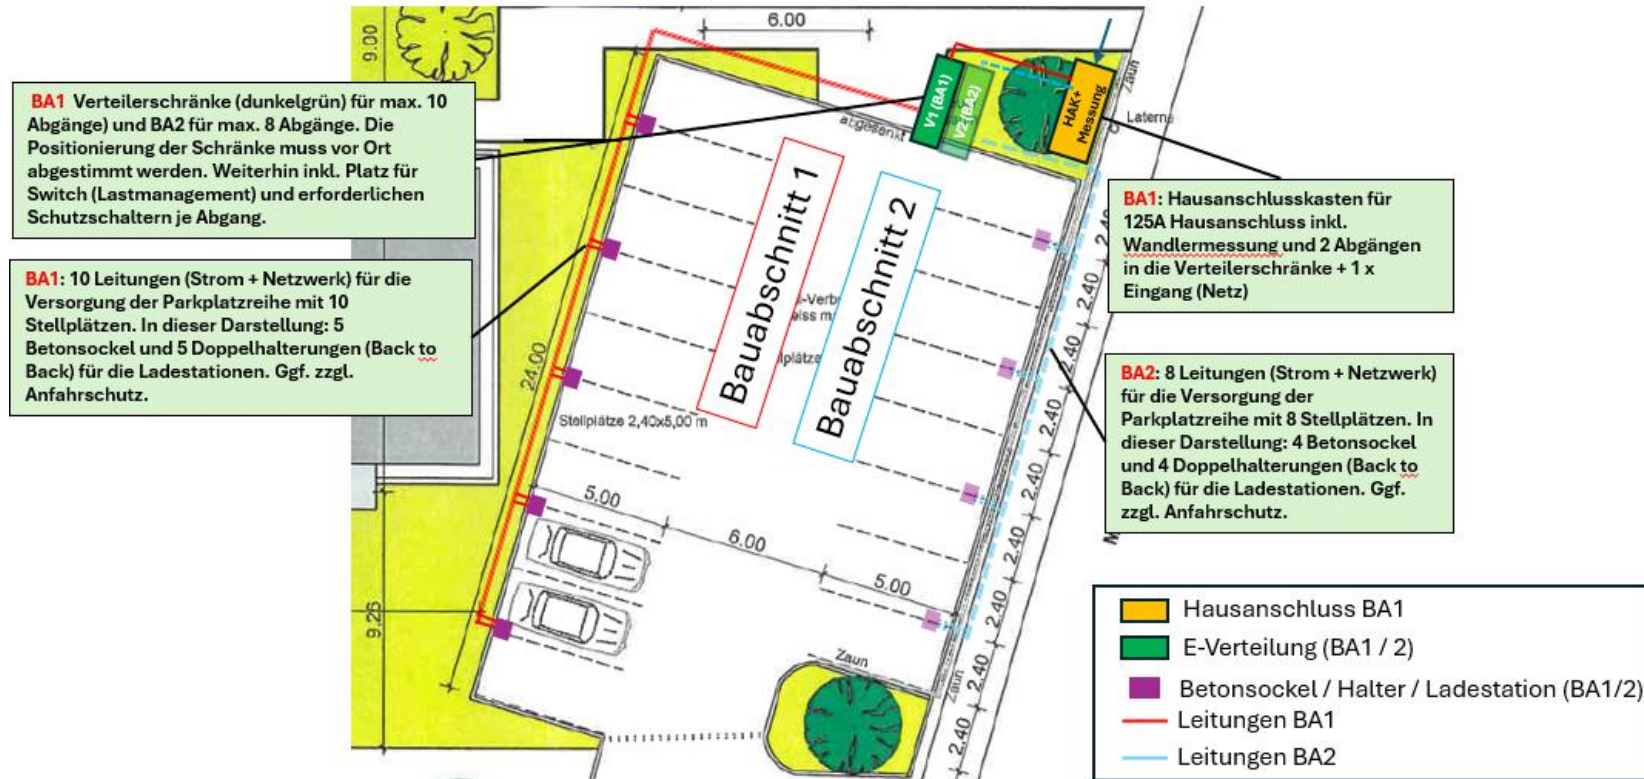 BA1 Verteilerschränke (dunkelgrün) für max. 10
Abgänge) und BA2 für max. 8 Abgänge. Die
Positionierung der Schränke muss vor Ort
abgestimmt werden. Weiterhin inkl. Platz für
Switch (Lastmanagement) und erforderlichen
Schutzschaltern je Abgang.
BA1: 10 Leitungen (Strom + Netzwerk) für die
Versorgung der Parkplatzreihe mit 10
Stellplätzen. In dieser Darstellung: 5
Betonsockel und 5 Doppelhalterungen (Back to
Back) für die Ladestationen. Ggf. zzgl.
Anfahrschutz.
9.00
6.00
V1 (BA1)
V2 (BA2)
HAK+
Messung
Zaun
Laterne
abgesenkt
Bauabschnitt 1
Bauabschnitt 2
24.00
Stellplätze 2,40x5,00 m
5.00
6.00
5.00
9.26
Zaun
Zaun
2.40
2.40
2.40
2.40
2.40
2.40
2.40
2.40
2.40
BA1: Hausanschlusskasten für
125A Hausanschluss inkl.
Wandlermessung und 2 Abgängen
in die Verteilerschränke + 1 x
Eingang (Netz)
BA2: 8 Leitungen (Strom + Netzwerk)
für die Versorgung der
Parkplatzreihe mit 8 Stellplätzen. In
dieser Darstellung: 4 Betonsockel
und 4 Doppelhalterungen (Back to
Back) für die Ladestationen. Ggf.
zzgl. Anfahrschutz.
Hausanschluss BA1
E-Verteilung (BA1 / 2)
Betonsockel / Halter / Ladestation (BA1/2)
Leitungen BA1
Leitungen BA2